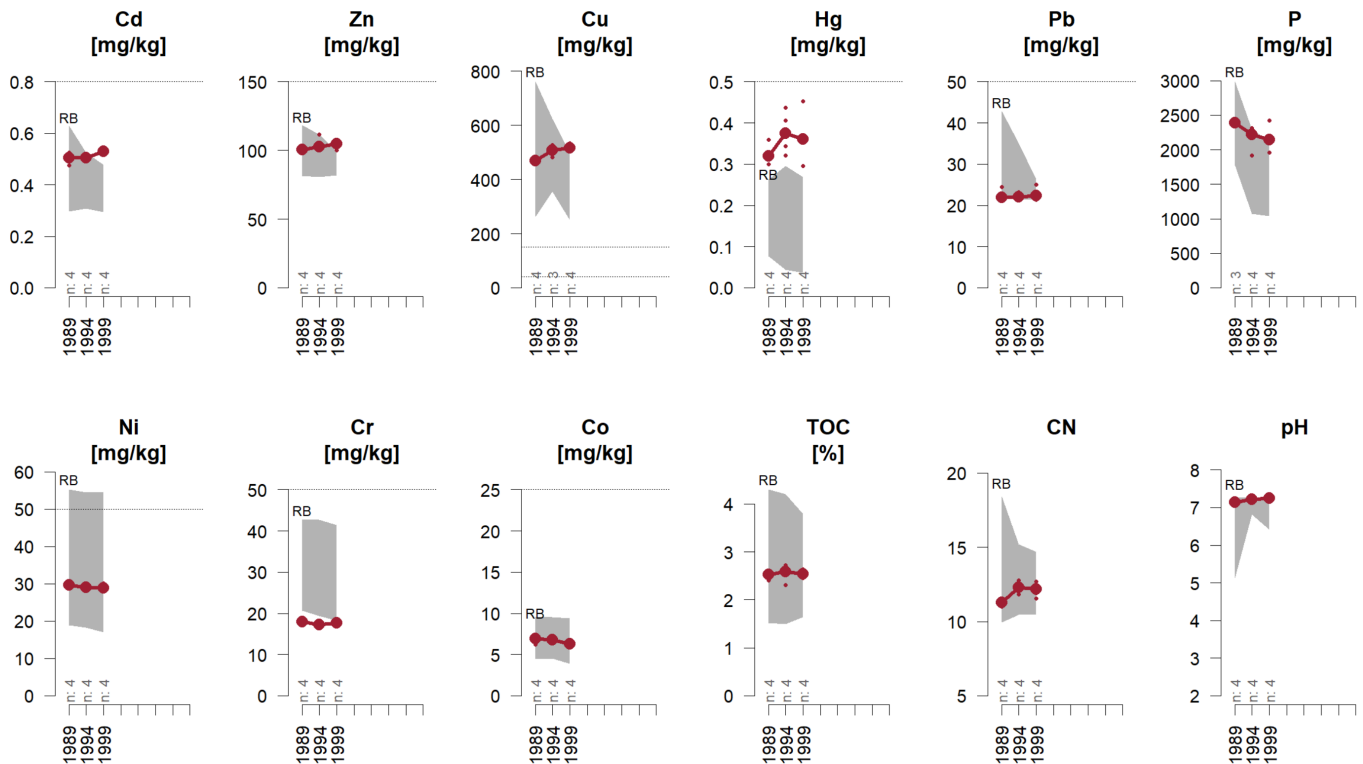 Cd
[mg/kg]
0.8
0.6
0.4
0.2
0.0
RB
n: 4
n: 4
n: 4
1989
1994
1999
Zn
[mg/kg]
150
100
50
0
RB
n: 4
n: 4
n: 4
1989
1994
1999
Cu
[mg/kg]
800
600
400
200
0
RB
n: 4
n: 3
n: 4
1989
1994
1999
Hg
[mg/kg]
0.5
0.4
0.3
0.2
0.1
0.0
RB
n: 4
n: 4
n: 4
1989
1994
1999
Pb
[mg/kg]
50
40
30
20
10
0
RB
n: 4
n: 4
n: 4
1989
1994
1999
P
[mg/kg]
3000
2500
2000
1500
1000
500
0
RB
n: 3
n: 4
n: 4
1989
1994
1999
Ni
[mg/kg]
60
50
40
30
20
10
0
RB
n: 4
n: 4
n: 4
1989
1994
1999
Cr
[mg/kg]
50
40
30
20
10
0
RB
n: 4
n: 4
n: 4
1989
1994
1999
Co
[mg/kg]
25
20
15
10
5
0
RB
n: 4
n: 4
n: 4
1989
1994
1999
TOC
[%]
4
3
2
1
0
RB
n: 4
n: 4
n: 4
1989
1994
1999
CN
20
15
10
5
RB
n: 4
n: 4
n: 4
1989
1994
1999
pH
8
7
6
5
4
3
2
RB
n: 4
n: 4
n: 4
1989
1994
1999